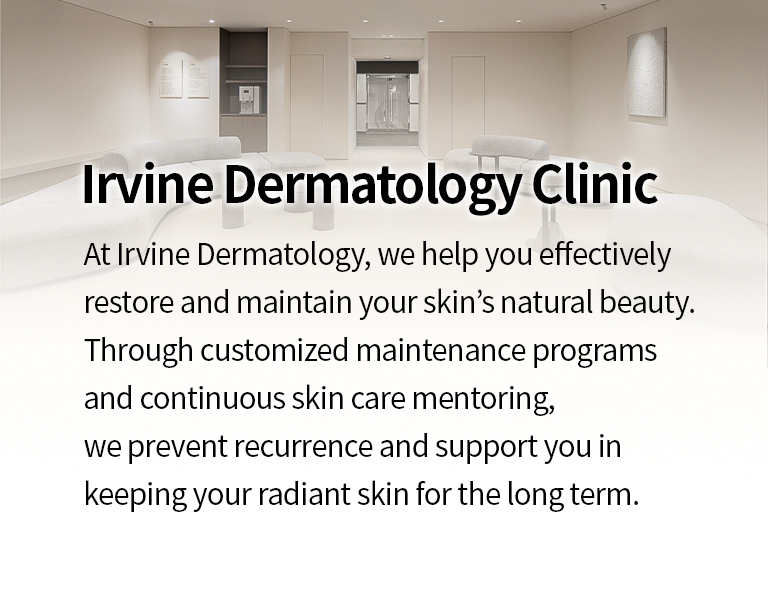 Irvine Dermatology Clinic
At Irvine Dermatology, we help you effectively
restore and maintain your skin’s natural beauty.
Through customized maintenance programs
and continuous skin care mentoring,
we prevent recurrence and support you in
keeping your radiant skin for the long term.